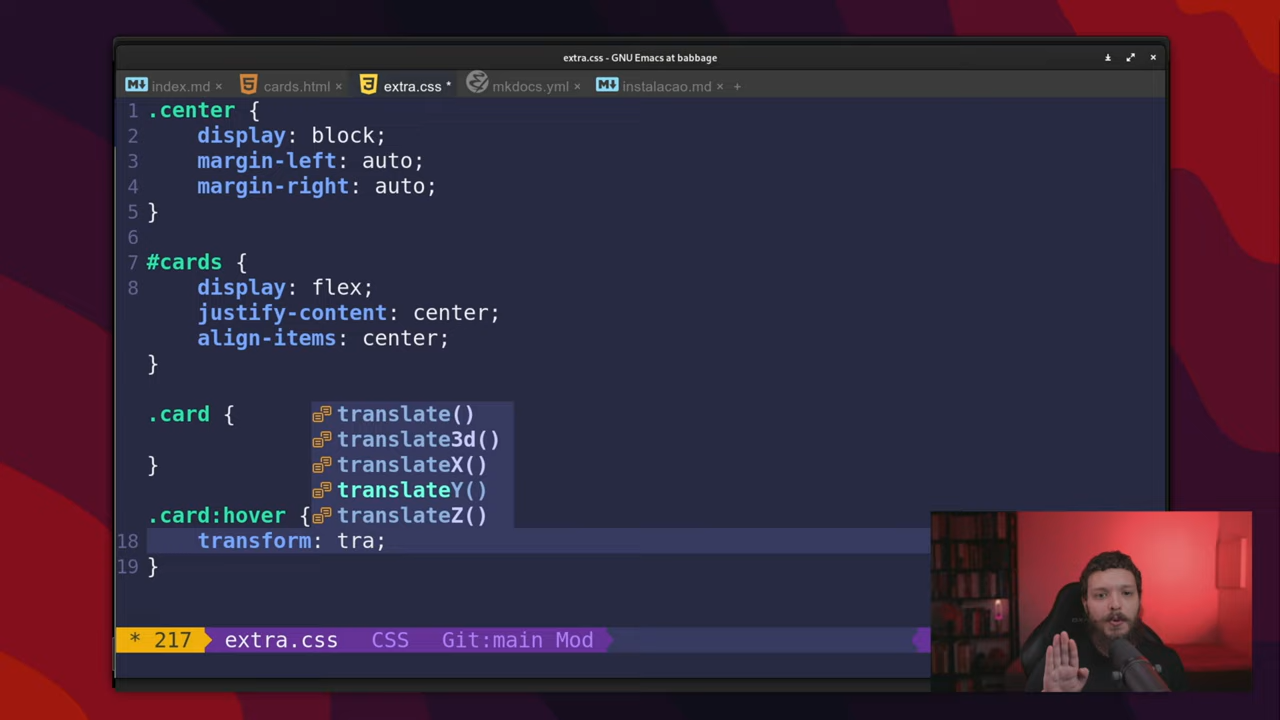 extra.css - GNU Emacs at babbage
index.md × cards.html × extra.css * mkdocs.yml × instalacao.md × +
1 .center {
2 display: block;
3 margin-left: auto;
4 margin-right: auto;
5 }
6
7 #cards {
8 display: flex;
justify-content: center;
align-items: center;
}
.card {
translate()
translate3d()
}
translateX()
translateY()
.card:hover {
translateZ()
18 transform: tra;
19 }
* 217 extra.css CSS Git:main Mod